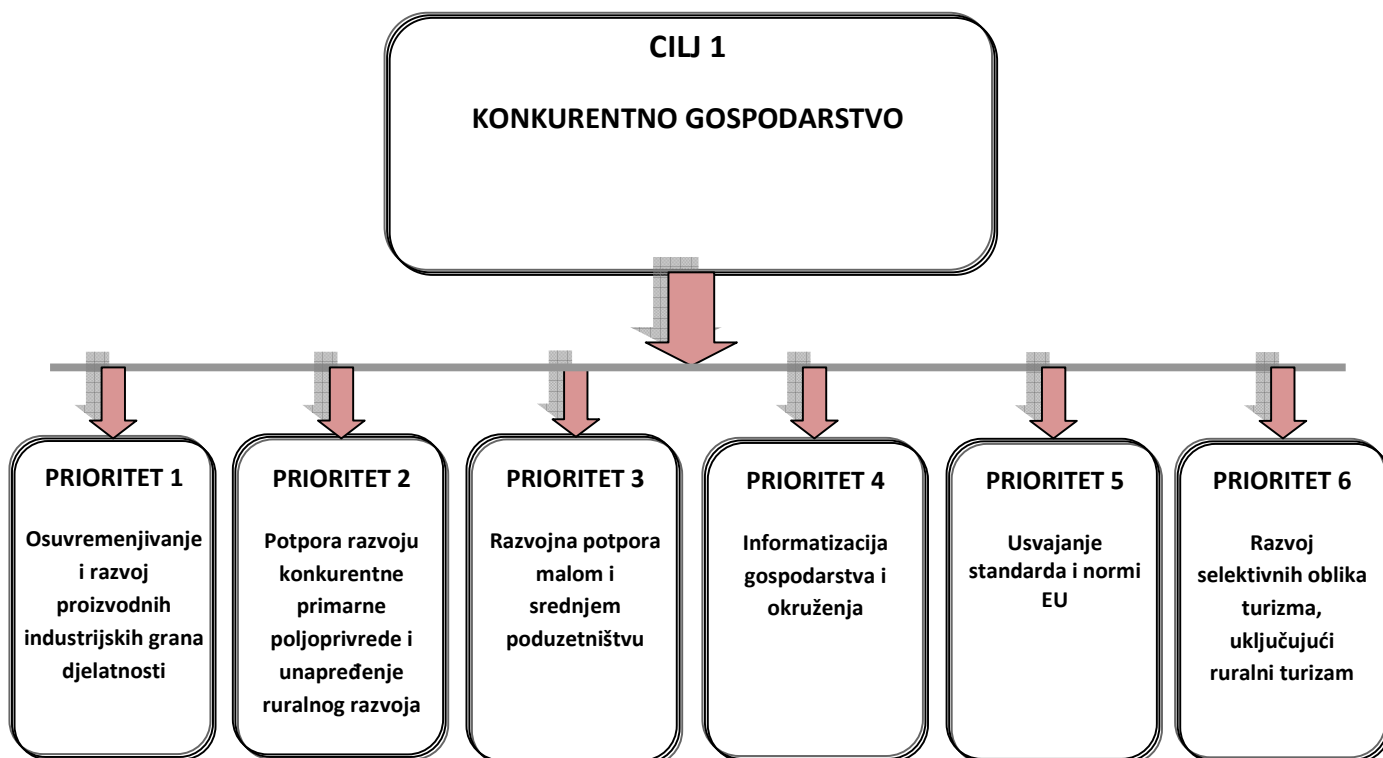 CILJ 1
KONKURENTNO GOSPODARSTVO
PRIORITET 1
Osuvremenjivanje
i razvoj
proizvodnih
industrijskih grana
djelatnosti
PRIORITET 2
Potpora razvoju
konkurentne
primarne
poljoprivrede i
unapređenje
ruralnog razvoja
PRIORITET 3
Razvojna potpora
malom i
srednjem
poduzetništvu
PRIORITET 4
Informatizacija
gospodarstva i
okruženja
PRIORITET 5
Usvajanje
standarda i normi
EU
PRIORITET 6
Razvoj
selektivnih oblika
turizma,
uključujući
ruralni turizam